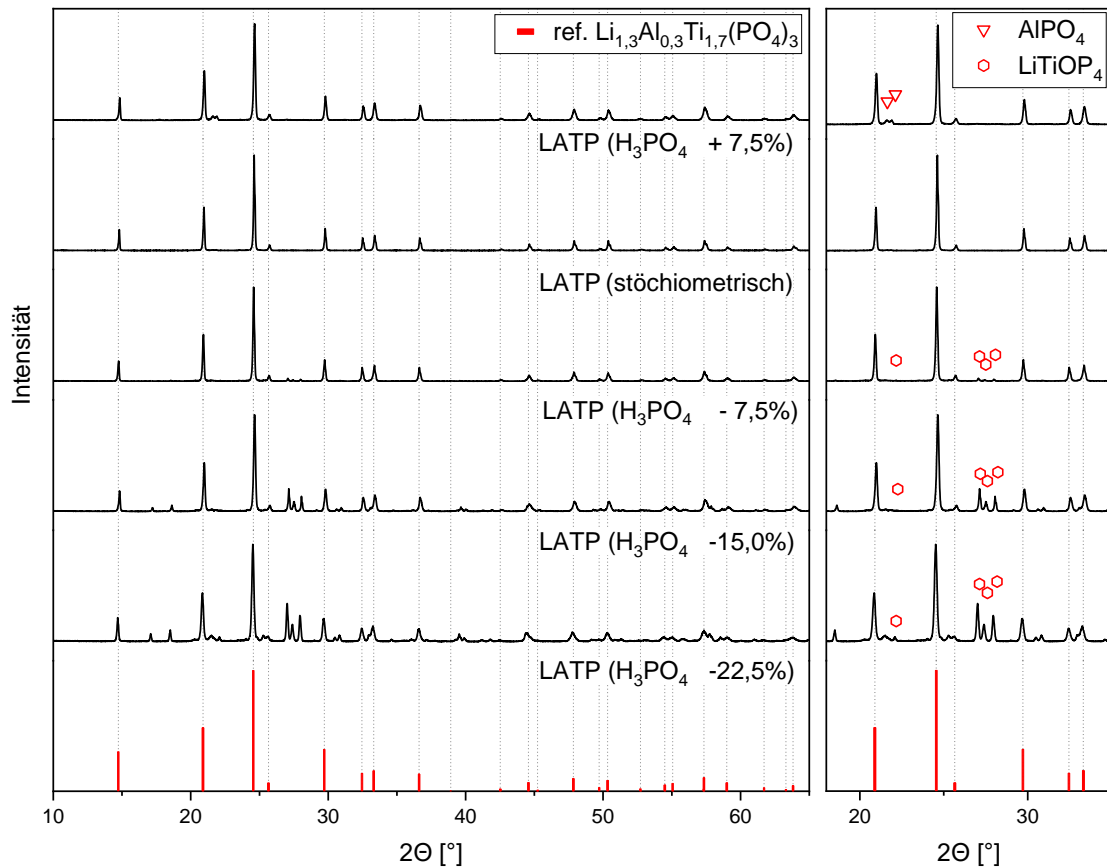 ref. Li₁,₃Al₀,₃Ti₁,₇(PO₄)₃
AlPO₄
LiTiOP₄
LATP (H₃PO₄ + 7,5%)
LATP (stöchiometrisch)
LATP (H₃PO₄ - 7,5%)
LATP (H₃PO₄ -15,0%)
LATP (H₃PO₄ -22,5%)
Intensität
10 20 30 40 50 60
20 30
2Θ [°]
2Θ [°]